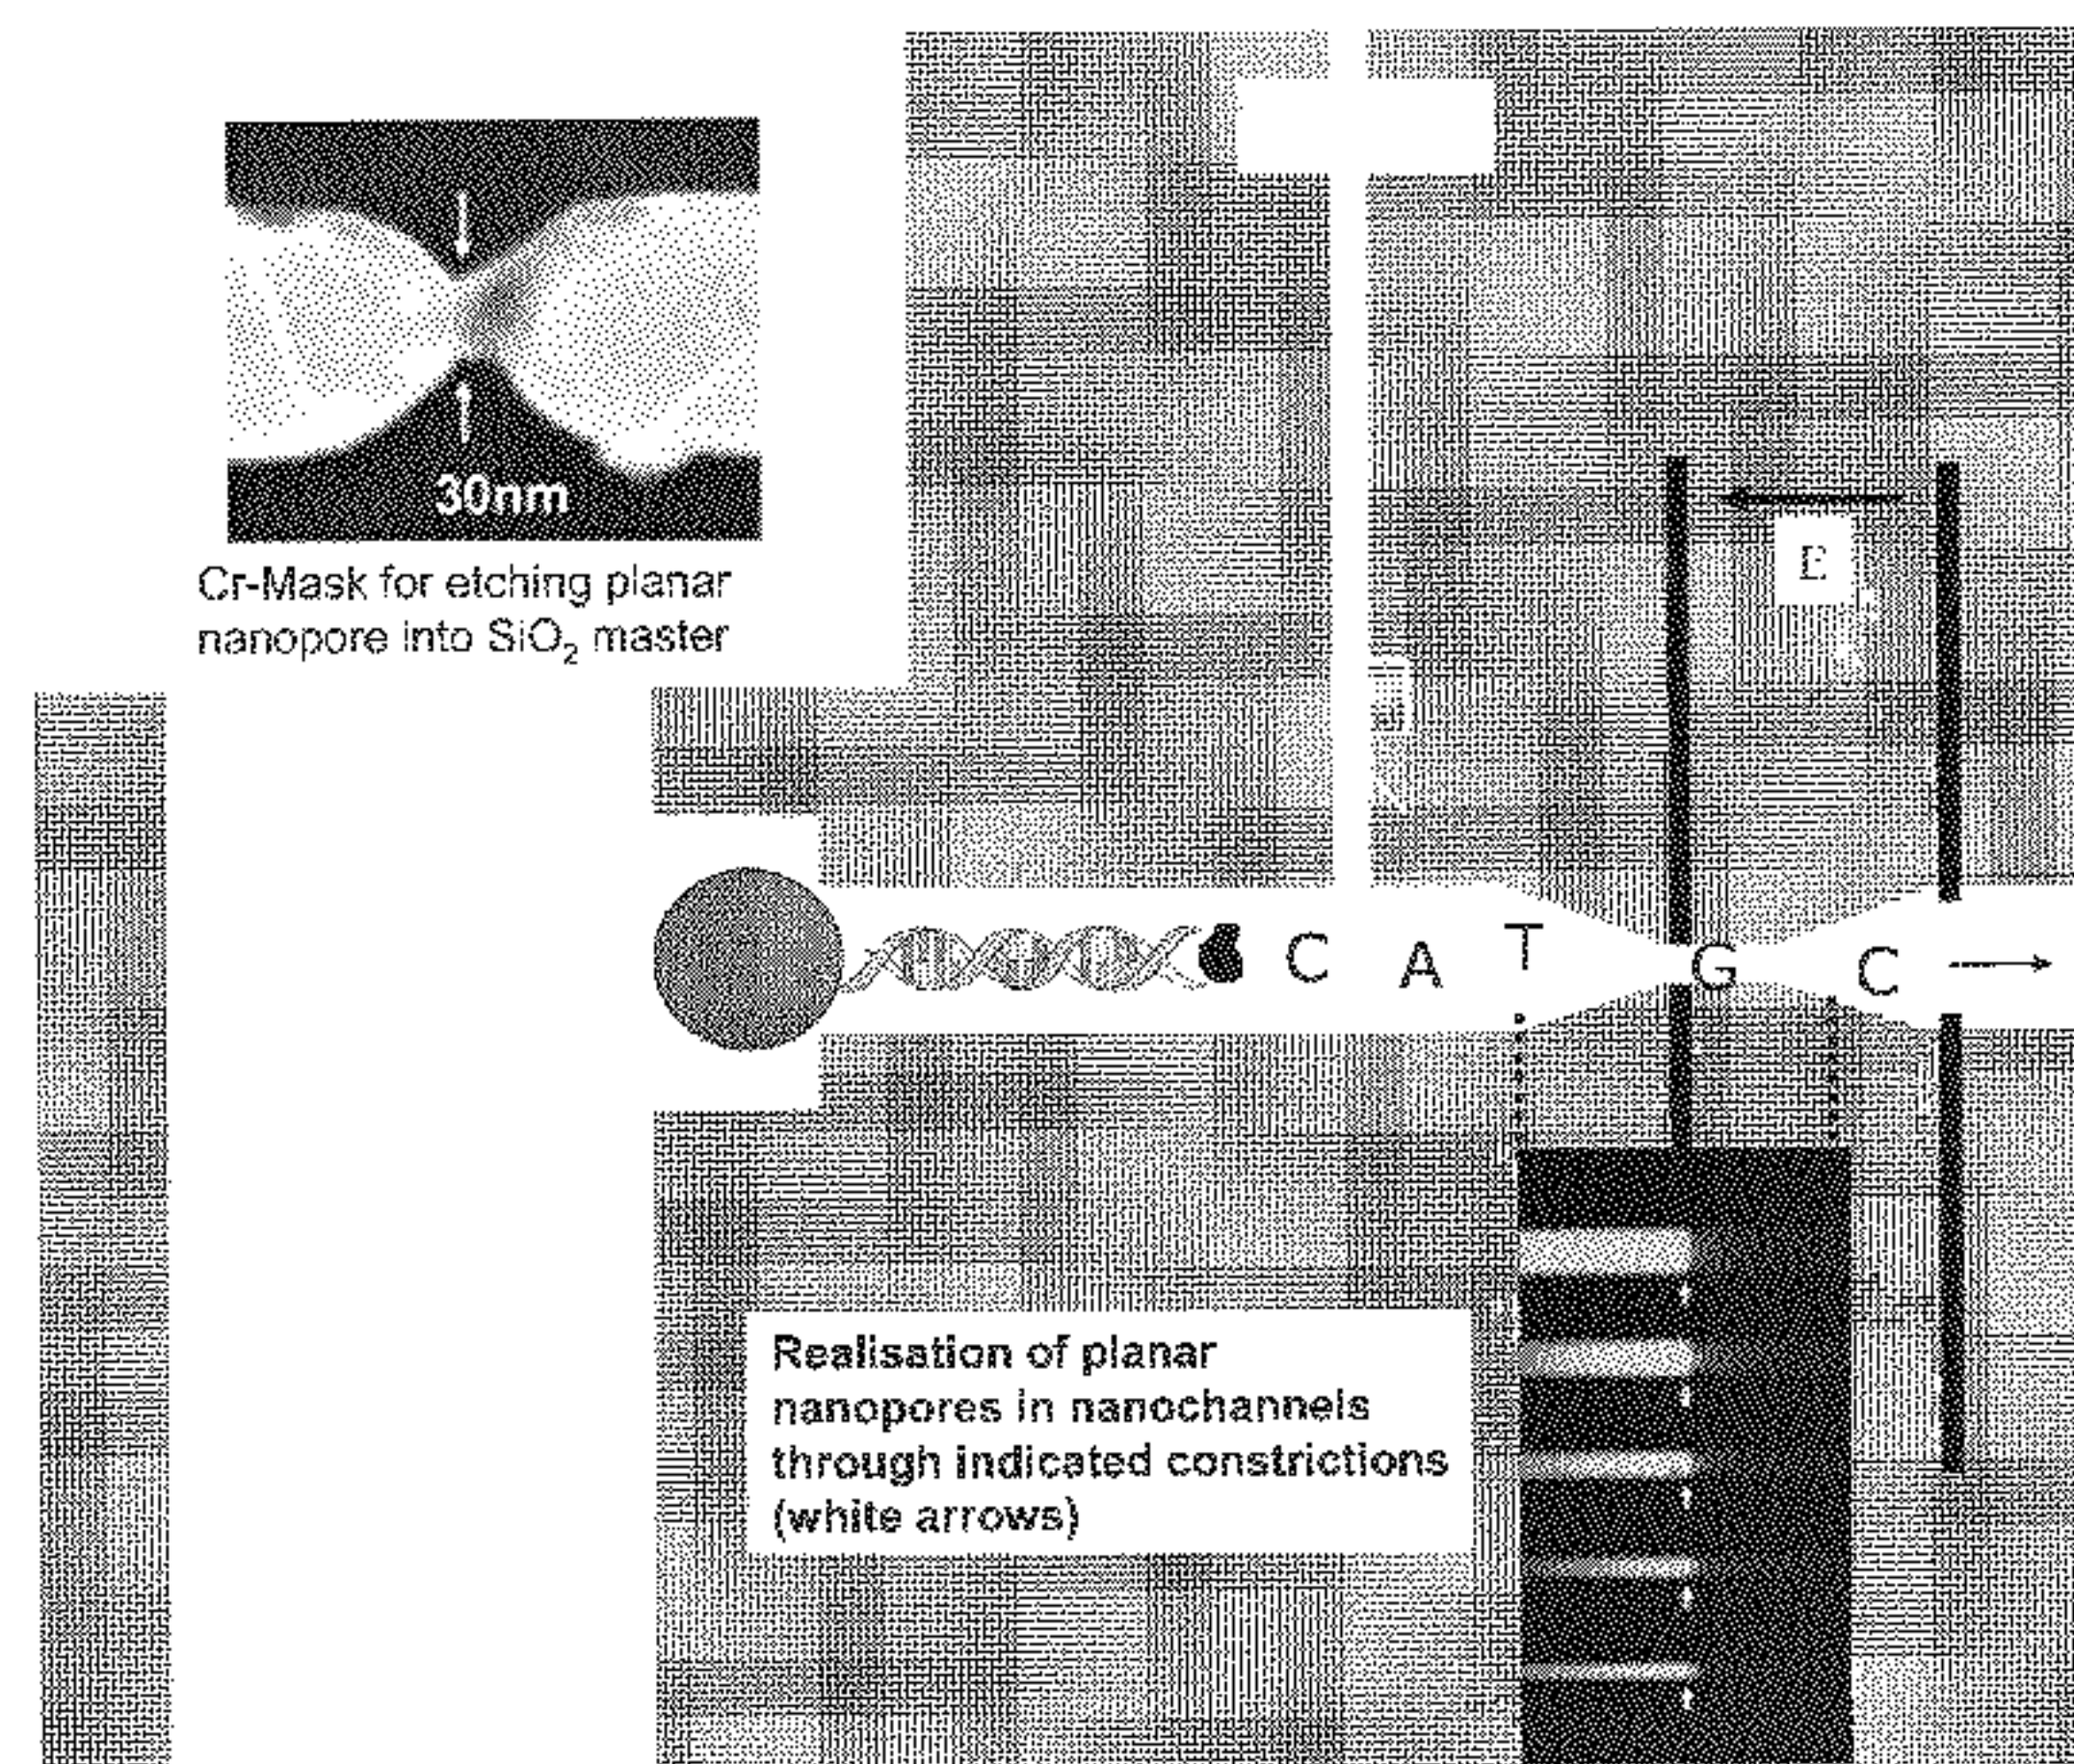 30nm
Cr-Mask for etching planar
nanopore into SiO₂ master
E
C A T G C
Realisation of planar
nanopores in nanochannels
through indicated constrictions
(white arrows)